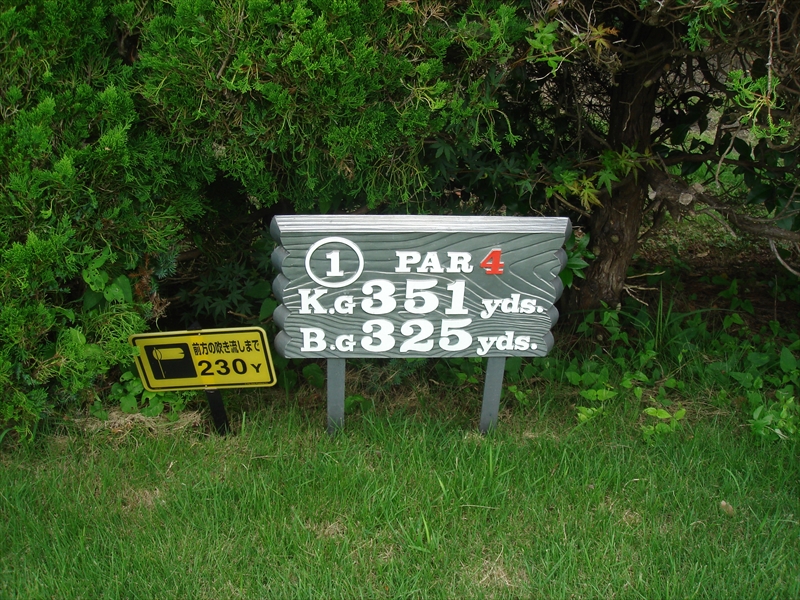 ① PAR 4
K.G 351 yds.
B.G 325 yds.
前方の吹き流しまで
230Y